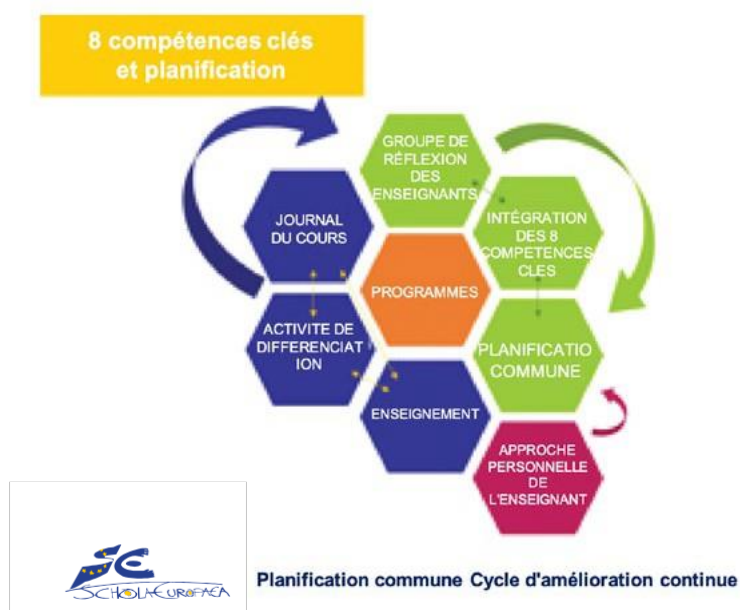 8 compétences clés
et planification
GROUPE DE
RÉFLEXION
DES
ENSEIGNANTS
JOURNAL
DU COURS
INTÉGRATION
DES 8
COMPETENCES
CLES
PROGRAMMES
ACTIVITE DE
DIFFERENCIAT
ION
PLANIFICATIO
COMMUNE
ENSEIGNEMENT
APPROCHE
PERSONNELLE
DE
L'ENSEIGNANT
SE
SCHOLA EUROPAEA
Planification commune Cycle d'amélioration continue